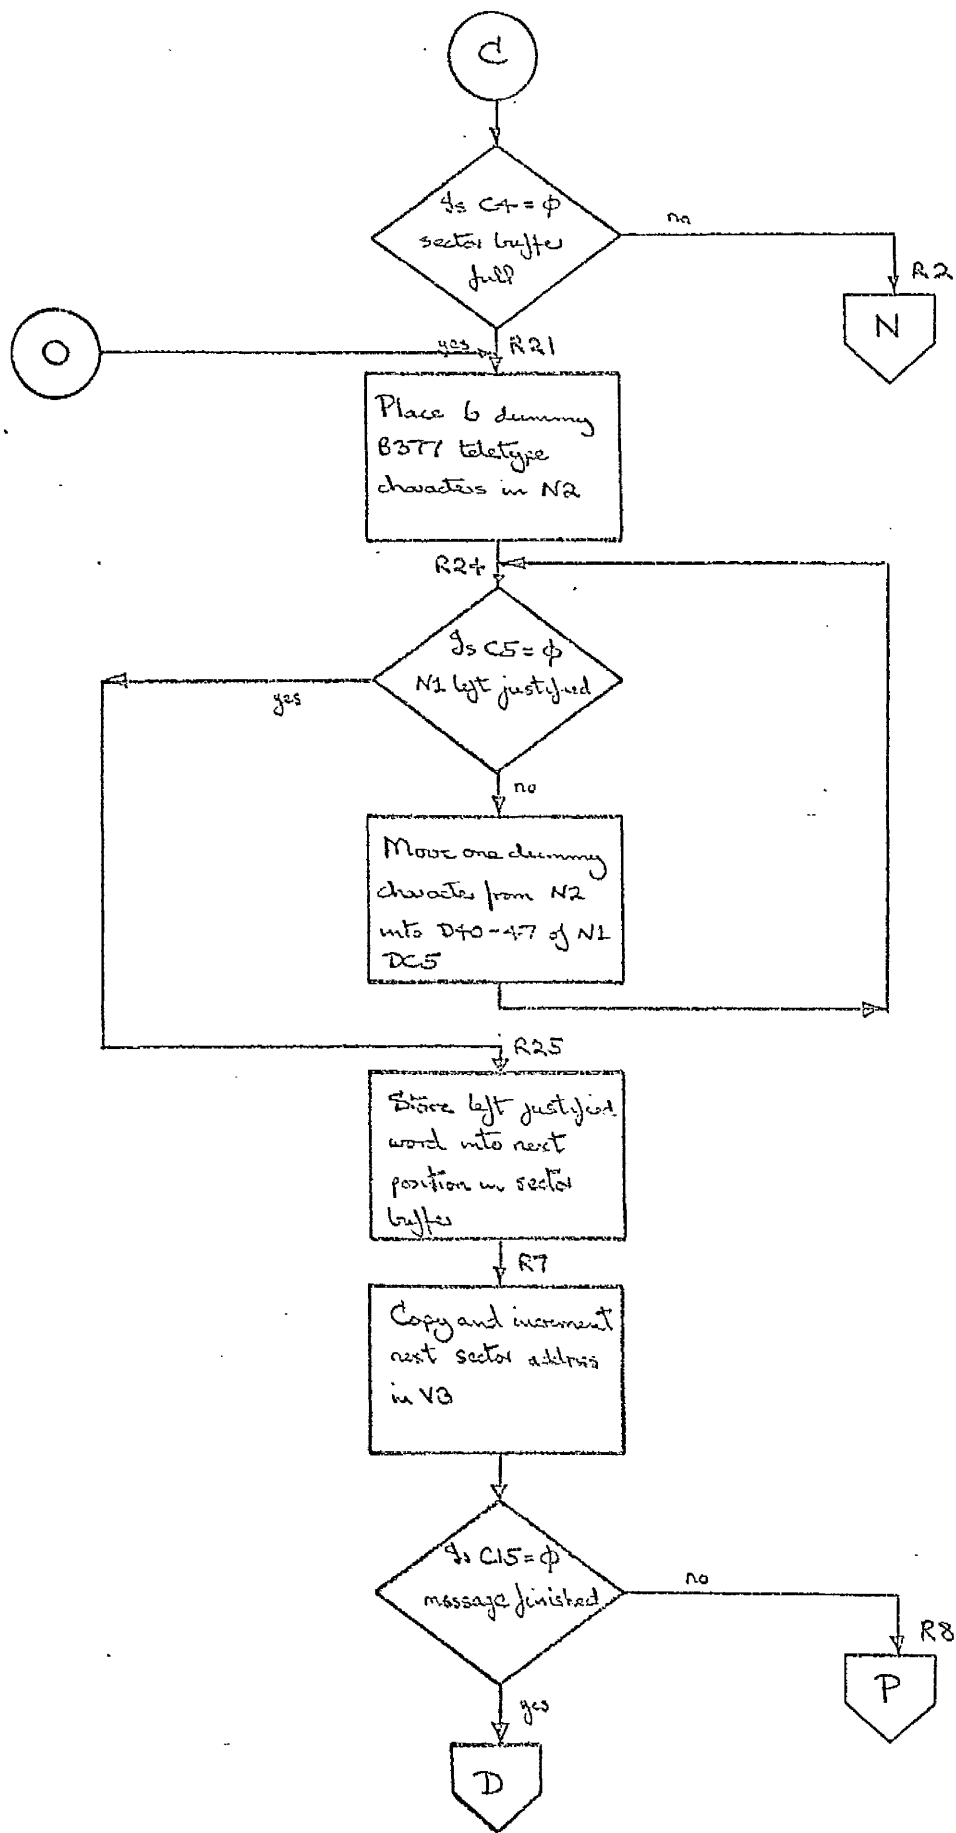 C
Is C4 = ϕ
sector buffer
full
no
R2
N
O
yes
R21
Place 6 dummy
B377 teletype
characters in N2
R24
Is C5 = ϕ
N1 left justified
yes
no
Move one dummy
character from N2
into D40-47 of N1
DC5
R25
Store left justified
word into next
position in sector
buffer
R7
Copy and increment
next sector address
in V3
Is C15 = ϕ
message finished
no
R8
P
yes
D